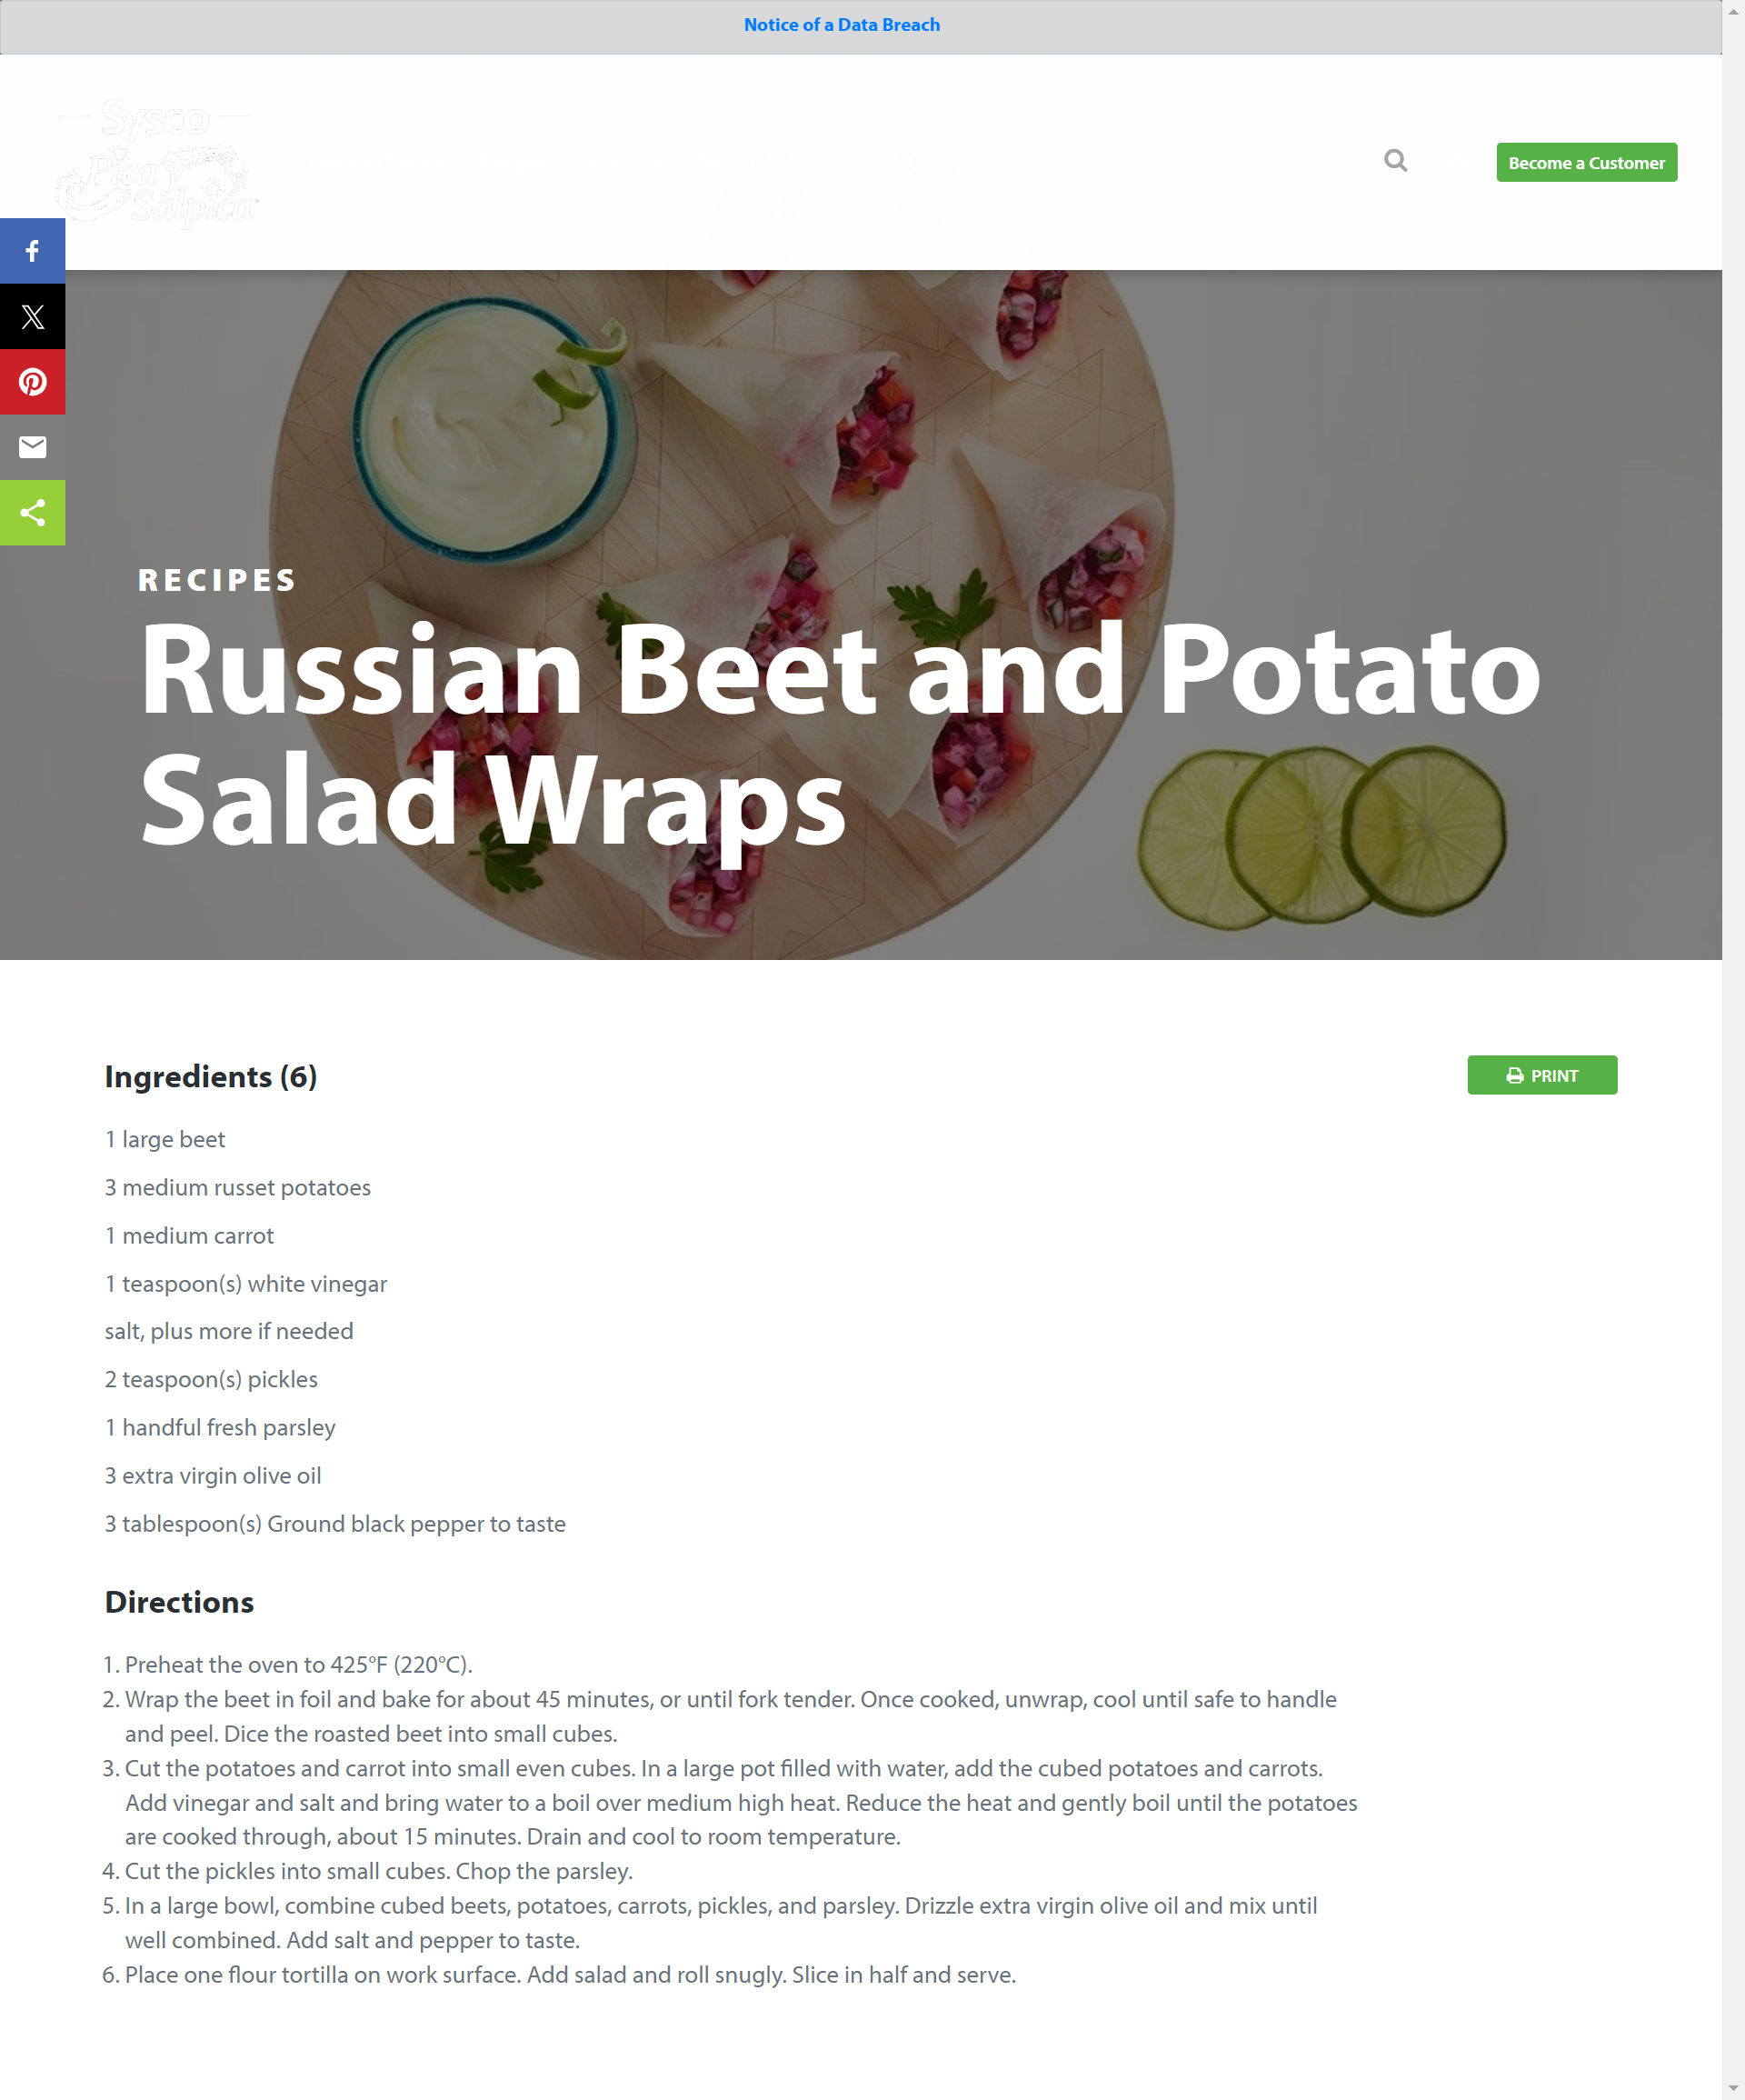 Notice of a Data Breach
Sysco
Pica y
Salpica
Become a Customer
RECIPES
Russian Beet and Potato
Salad Wraps
Ingredients (6)
PRINT
1 large beet
3 medium russet potatoes
1 medium carrot
1 teaspoon(s) white vinegar
salt, plus more if needed
2 teaspoon(s) pickles
1 handful fresh parsley
3 extra virgin olive oil
3 tablespoon(s) Ground black pepper to taste
Directions
1. Preheat the oven to 425°F (220°C).
2. Wrap the beet in foil and bake for about 45 minutes, or until fork tender. Once cooked, unwrap, cool until safe to handle
and peel. Dice the roasted beet into small cubes.
3. Cut the potatoes and carrot into small even cubes. In a large pot filled with water, add the cubed potatoes and carrots.
Add vinegar and salt and bring water to a boil over medium high heat. Reduce the heat and gently boil until the potatoes
are cooked through, about 15 minutes. Drain and cool to room temperature.
4. Cut the pickles into small cubes. Chop the parsley.
5. In a large bowl, combine cubed beets, potatoes, carrots, pickles, and parsley. Drizzle extra virgin olive oil and mix until
well combined. Add salt and pepper to taste.
6. Place one flour tortilla on work surface. Add salad and roll snugly. Slice in half and serve.